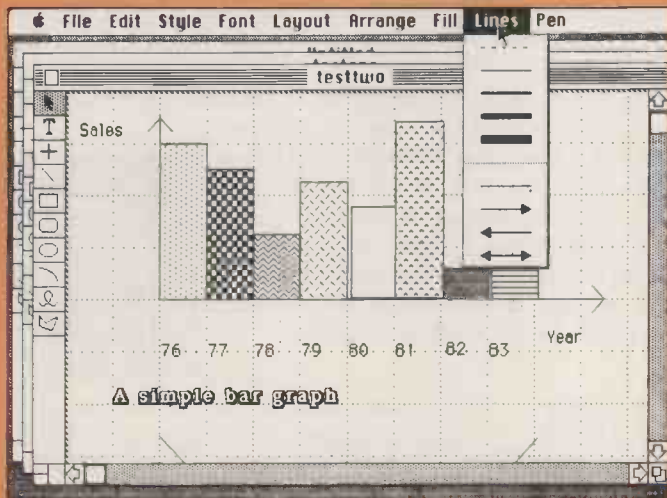 File Edit Style Font Layout Arrange Fill Lines Pen
Untitled
testtwo
T
Sales
76 77 78 79 80 81 82 83
Year
A simple bar graph